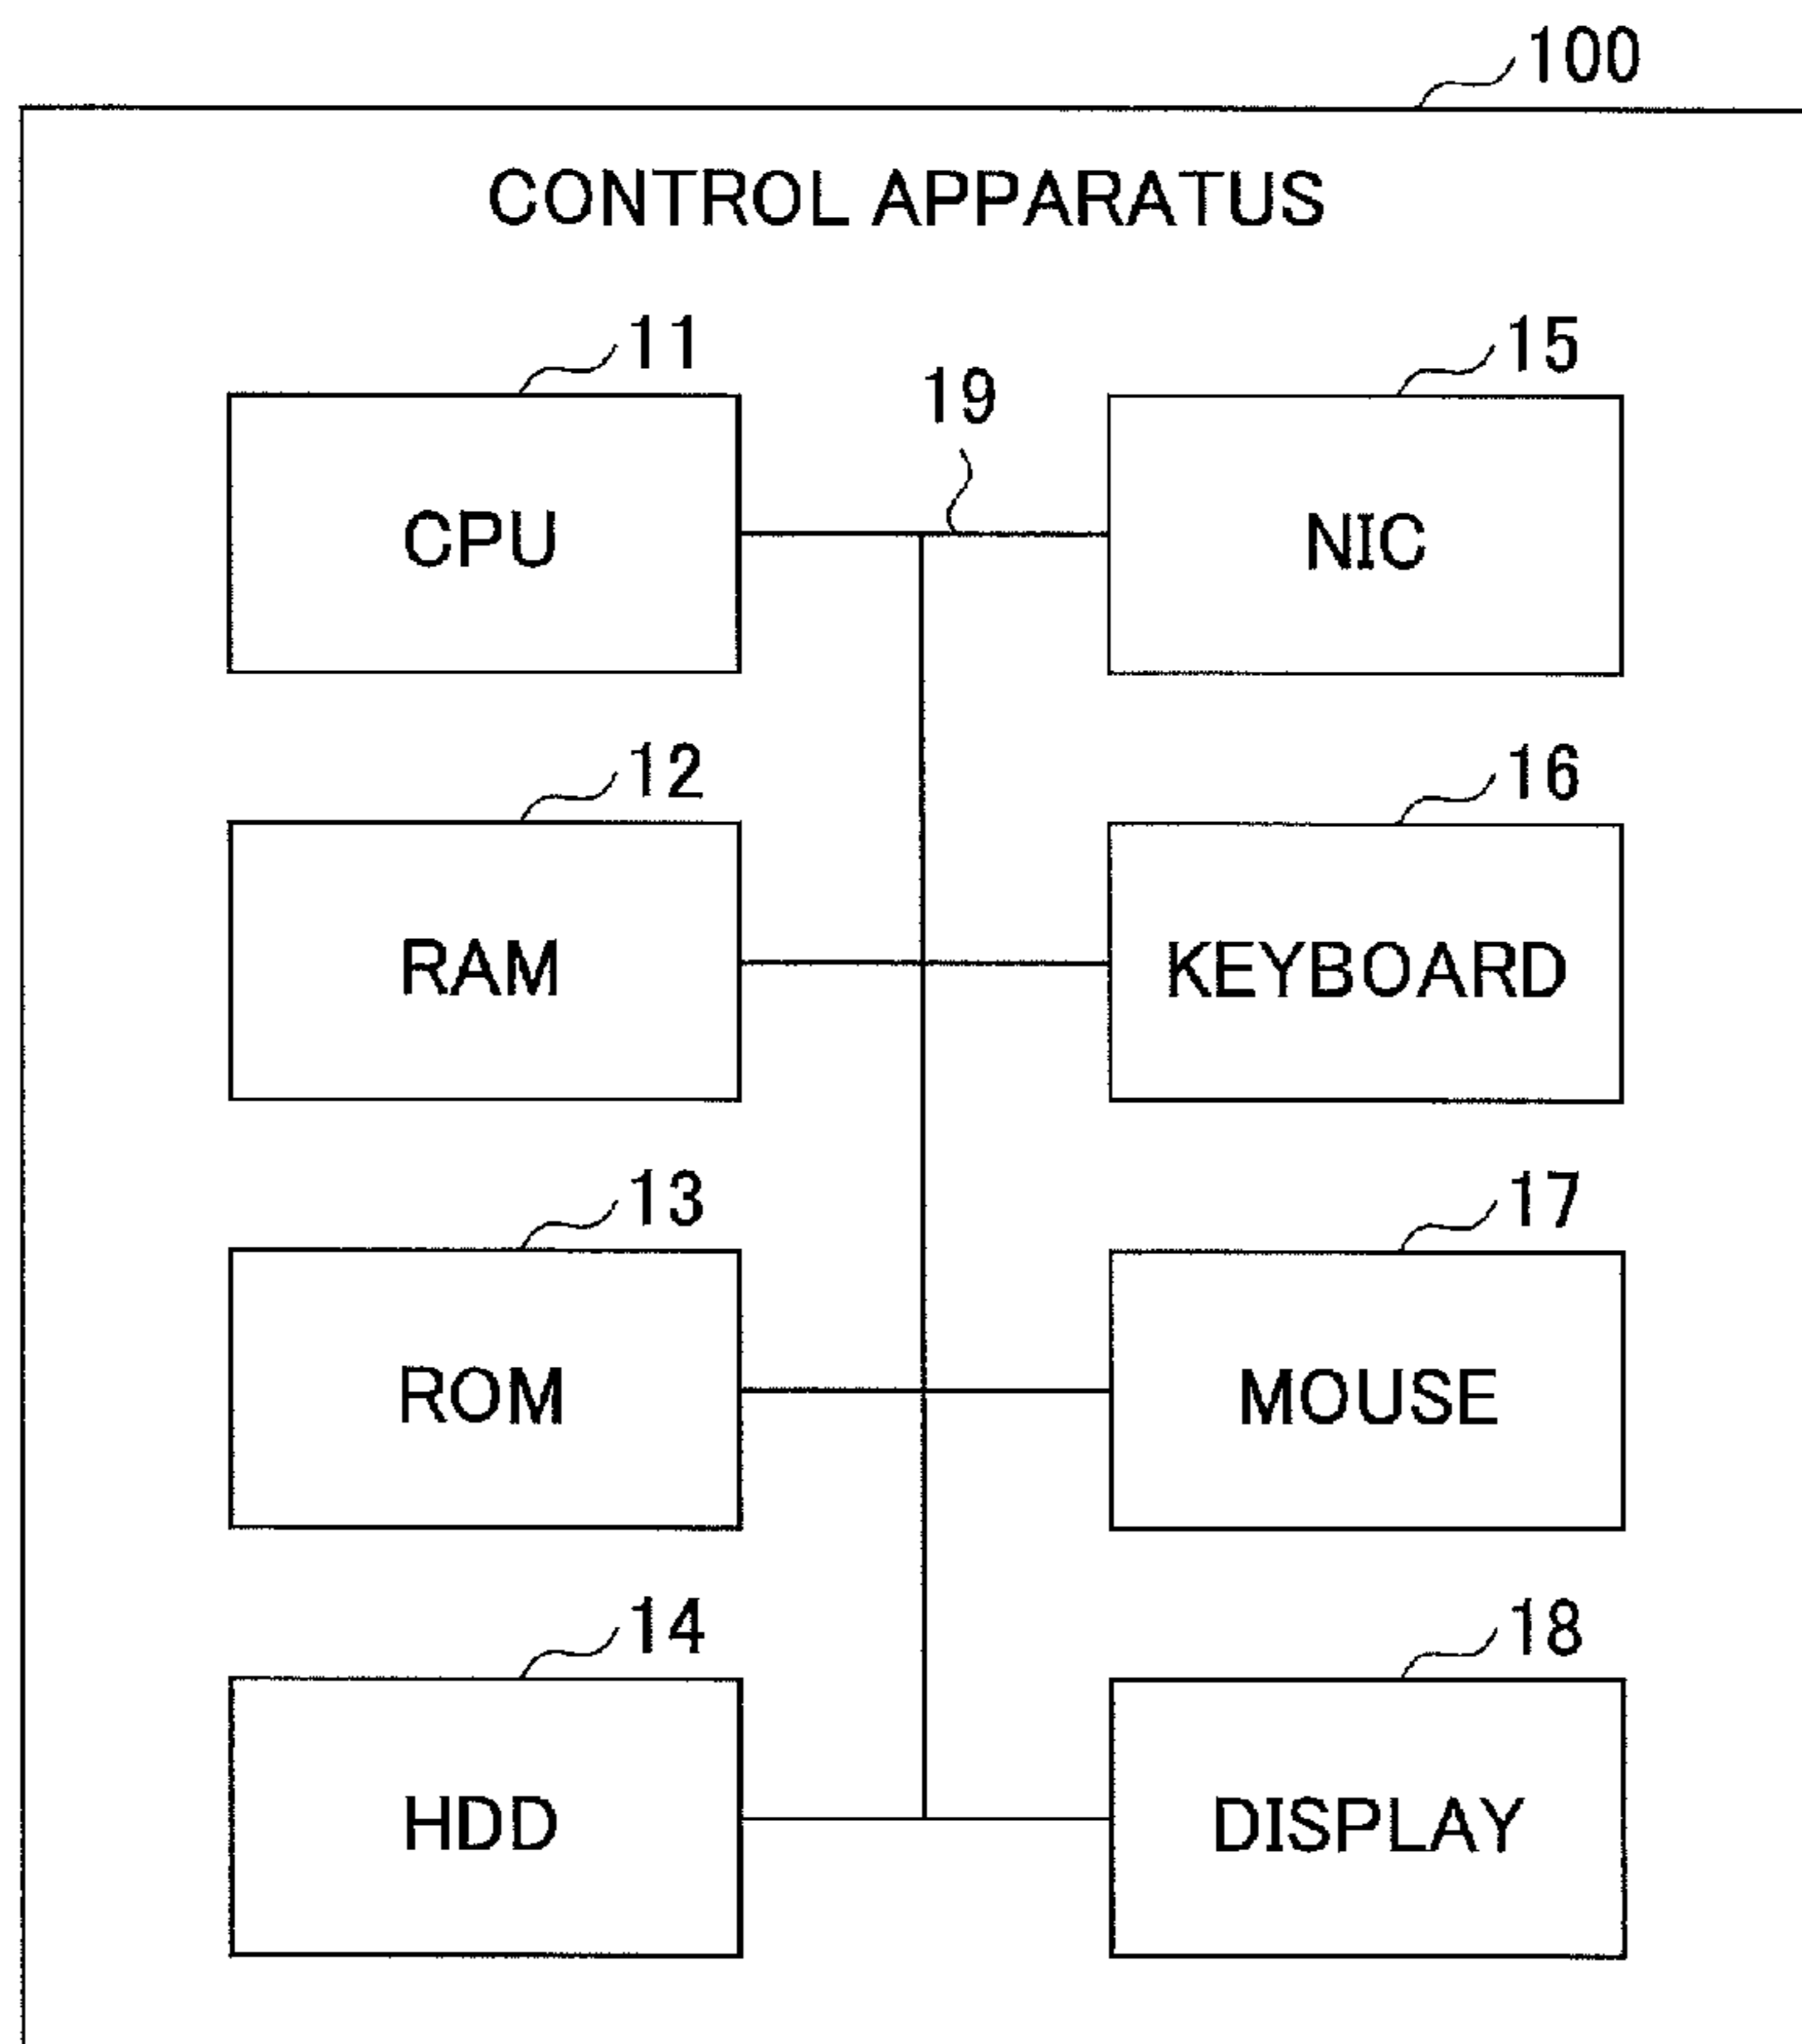 100
CONTROL APPARATUS
11
19
15
CPU
NIC
12
16
RAM
KEYBOARD
13
17
ROM
MOUSE
14
18
HDD
DISPLAY